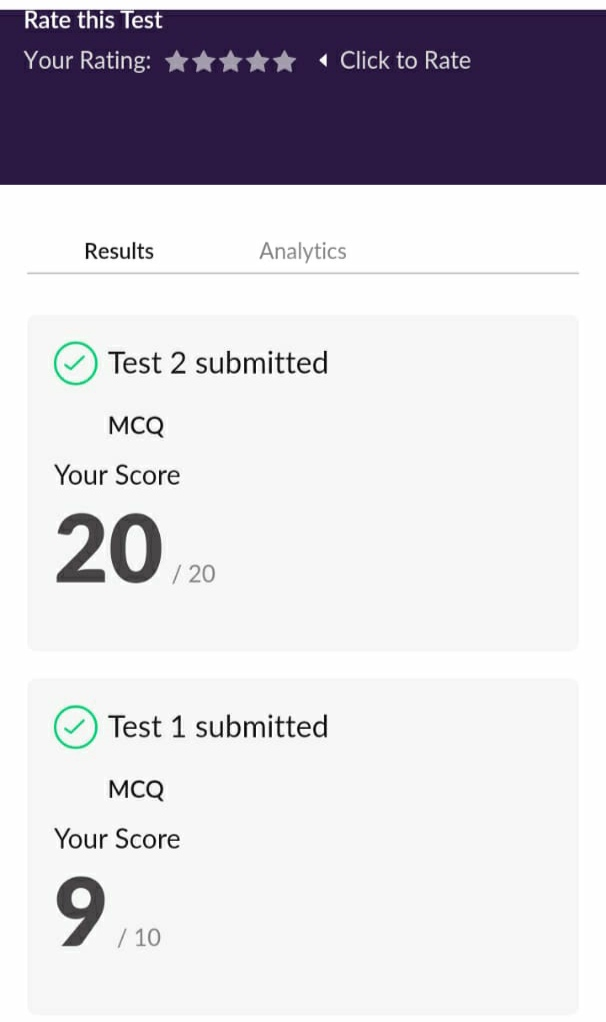 Rate this Test
Your Rating: Click to Rate
Results Analytics
Test 2 submitted
MCQ
Your Score
20 / 20
Test 1 submitted
MCQ
Your Score
9 / 10